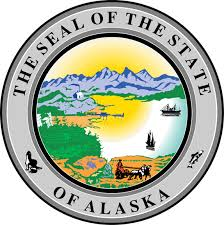 THE SEAL OF THE STATE
OF ALASKA